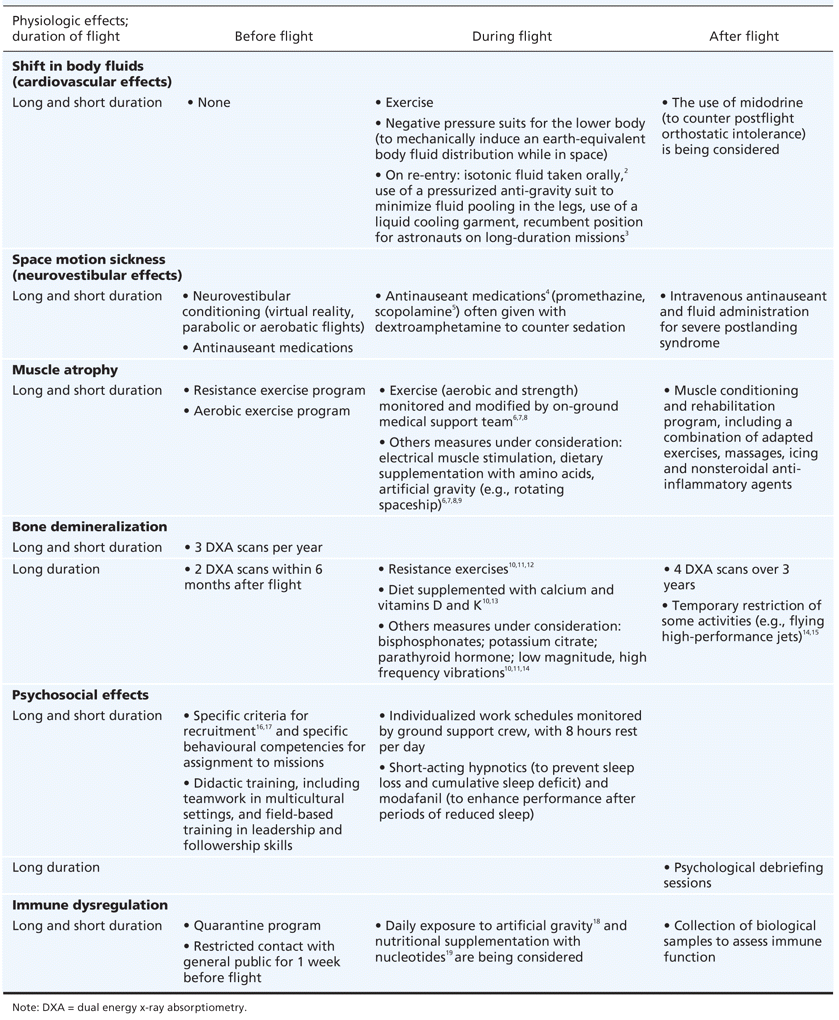 Physiologic effects;
duration of flight
Before flight
During flight
After flight
Shift in body fluids
(cardiovascular effects)
Long and short duration
• None
• Exercise
• Negative pressure suits for the lower body
(to mechanically induce an earth-equivalent
body fluid distribution while in space)
• On re-entry: isotonic fluid taken orally,2
use of a pressurized anti-gravity suit to
minimize fluid pooling in the legs, use of a
liquid cooling garment, recumbent position
for astronauts on long-duration missions3
• The use of midodrine
(to counter postflight
orthostatic intolerance)
is being considered
Space motion sickness
(neurovestibular effects)
Long and short duration
• Neurovestibular
conditioning (virtual reality,
parabolic or aerobatic flights)
• Antinauseant medications
• Antinauseant medications4 (promethazine,
scopolamine5) often given with
dextroamphetamine to counter sedation
• Intravenous antinauseant
and fluid administration
for severe postlanding
syndrome
Muscle atrophy
Long and short duration
• Resistance exercise program
• Aerobic exercise program
• Exercise (aerobic and strength)
monitored and modified by on-ground
medical support team6,7,8
• Others measures under consideration:
electrical muscle stimulation, dietary
supplementation with amino acids,
artificial gravity (e.g., rotating
spaceship)6,7,8,9
• Muscle conditioning
and rehabilitation
program, including a
combination of adapted
exercises, massages, icing
and nonsteroidal anti-
inflammatory agents
Bone demineralization
Long and short duration
• 3 DXA scans per year
Long duration
• 2 DXA scans within 6
months after flight
• Resistance exercises10,11,12
• Diet supplemented with calcium and
vitamins D and K10,13
• Others measures under consideration:
bisphosphonates; potassium citrate;
parathyroid hormone; low magnitude, high
frequency vibrations10,11,14
• 4 DXA scans over 3
years
• Temporary restriction of
some activities (e.g., flying
high-performance jets)14,15
Psychosocial effects
Long and short duration
• Specific criteria for
recruitment16,17 and specific
behavioural competencies for
assignment to missions
• Didactic training, including
teamwork in multicultural
settings, and field-based
training in leadership and
followership skills
• Individualized work schedules monitored
by ground support crew, with 8 hours rest
per day
• Short-acting hypnotics (to prevent sleep
loss and cumulative sleep deficit) and
modafanil (to enhance performance after
periods of reduced sleep)
Long duration
• Psychological debriefing
sessions
Immune dysregulation
Long and short duration
• Quarantine program
• Restricted contact with
general public for 1 week
before flight
• Daily exposure to artificial gravity18 and
nutritional supplementation with
nucleotides19 are being considered
• Collection of biological
samples to assess immune
function
Note: DXA = dual energy x-ray absorptiometry.